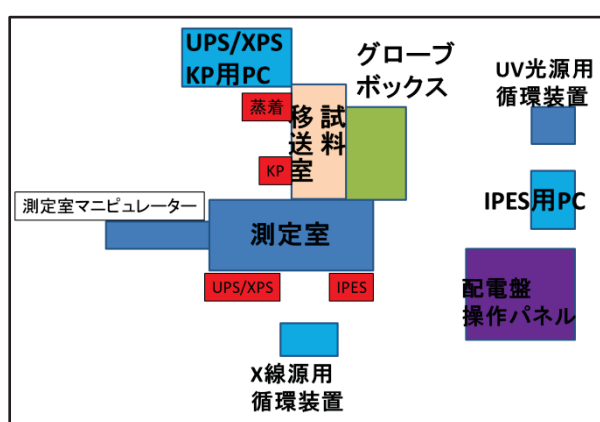 UPS/XPS
KP用PC
グローブ
ボックス
UV光源用
循環装置
蒸着
試料
移送室
KP
IPES用PC
測定室マニピュレーター
測定室
UPS/XPS
IPES
配電盤
操作パネル
X線源用
循環装置